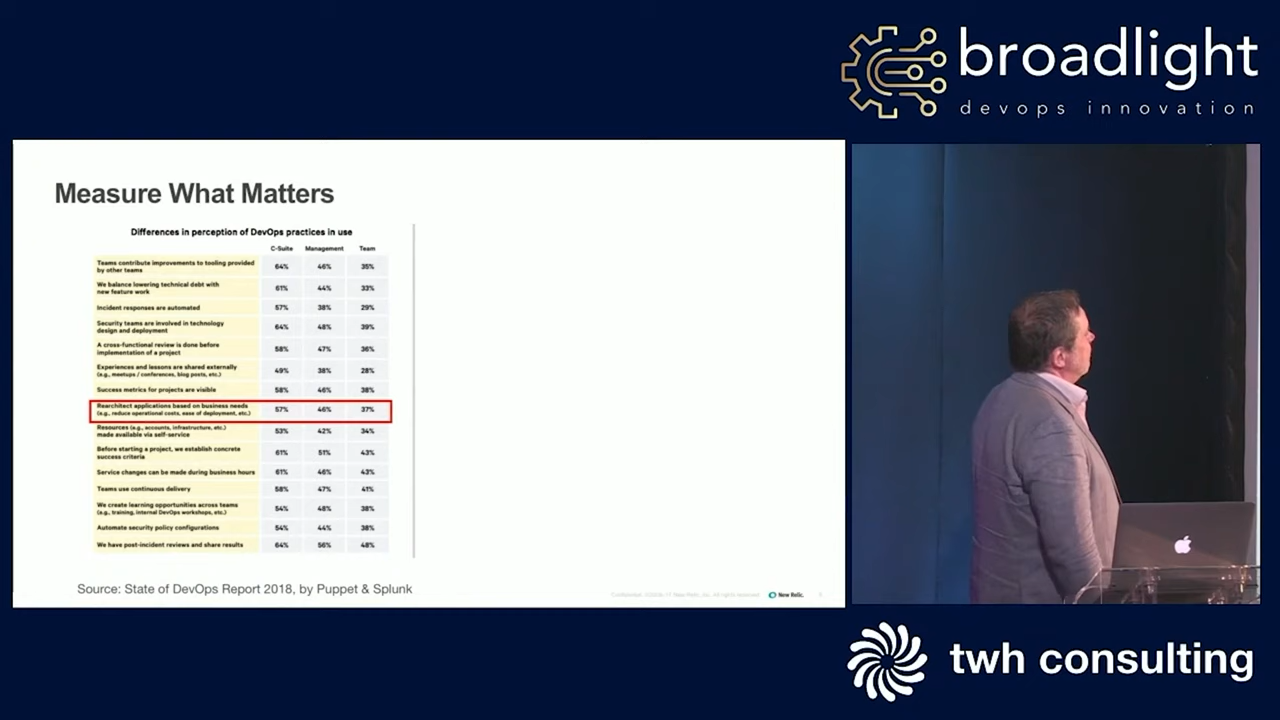 broadlight
devops innovation
Measure What Matters
Differences in perception of DevOps practices in use
C-Suite Management Team
Teams contribute improvements to tooling provided
by other teams
64% 46% 35%
We balance lowering technical debt with
new feature work
61% 44% 33%
Incident responses are automated 57% 38% 29%
Security teams are involved in technology
design and deployment
64% 48% 39%
A cross-functional review is done before
implementation of a project
58% 47% 36%
Experiences and lessons are shared externally
(e.g., meetups / conferences, blog posts, etc.)
49% 38% 28%
Success metrics for projects are visible 58% 46% 38%
Rearchitect applications based on business needs
(e.g., reduce operational costs, ease of deployment, etc.)
57% 46% 37%
Resources (e.g., accounts, infrastructure, etc.)
made available via self-service
53% 42% 34%
Before starting a project, we establish concrete
success criteria
61% 51% 43%
Service changes can be made during business hours 61% 46% 43%
Teams use continuous delivery 58% 47% 41%
We create learning opportunities across teams
(e.g., training, internal DevOps workshops, etc.)
54% 48% 38%
Automate security policy configurations 54% 44% 38%
We have post-incident reviews and share results 64% 56% 48%
Source: State of DevOps Report 2018, by Puppet & Splunk
New Relic.
twh consulting